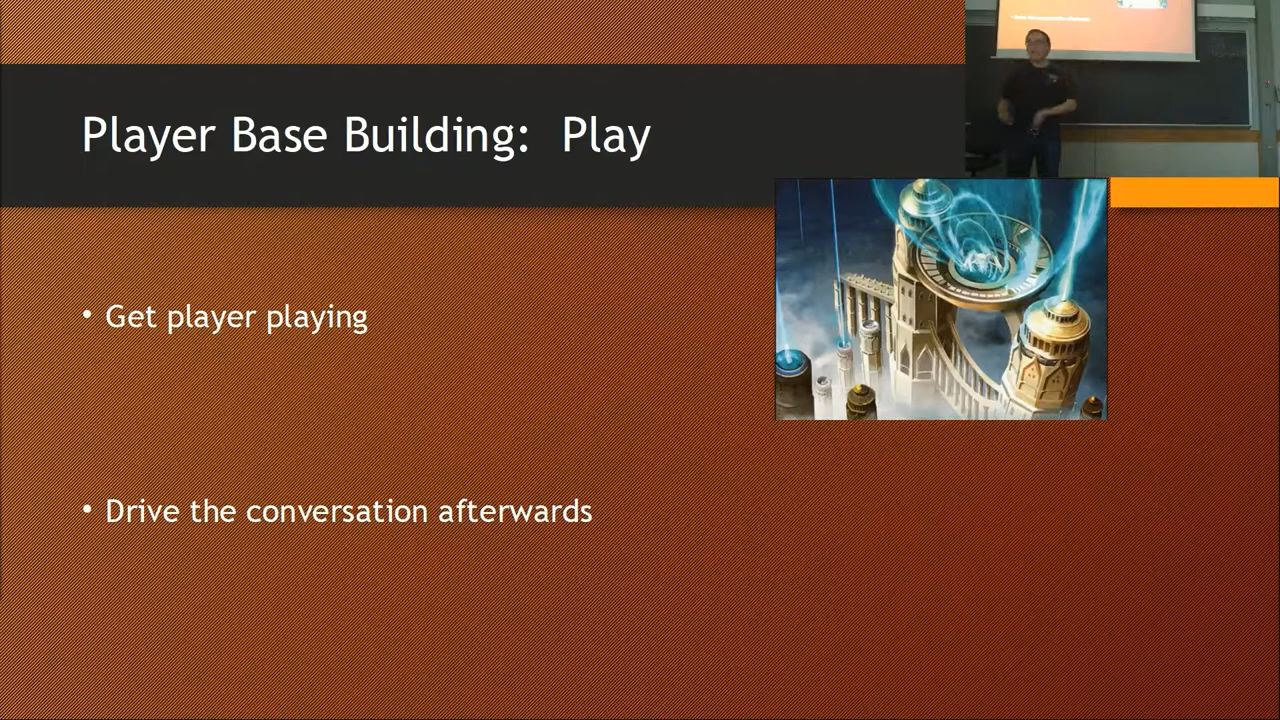 Player Base Building:  Play
• Get player playing
• Drive the conversation afterwards